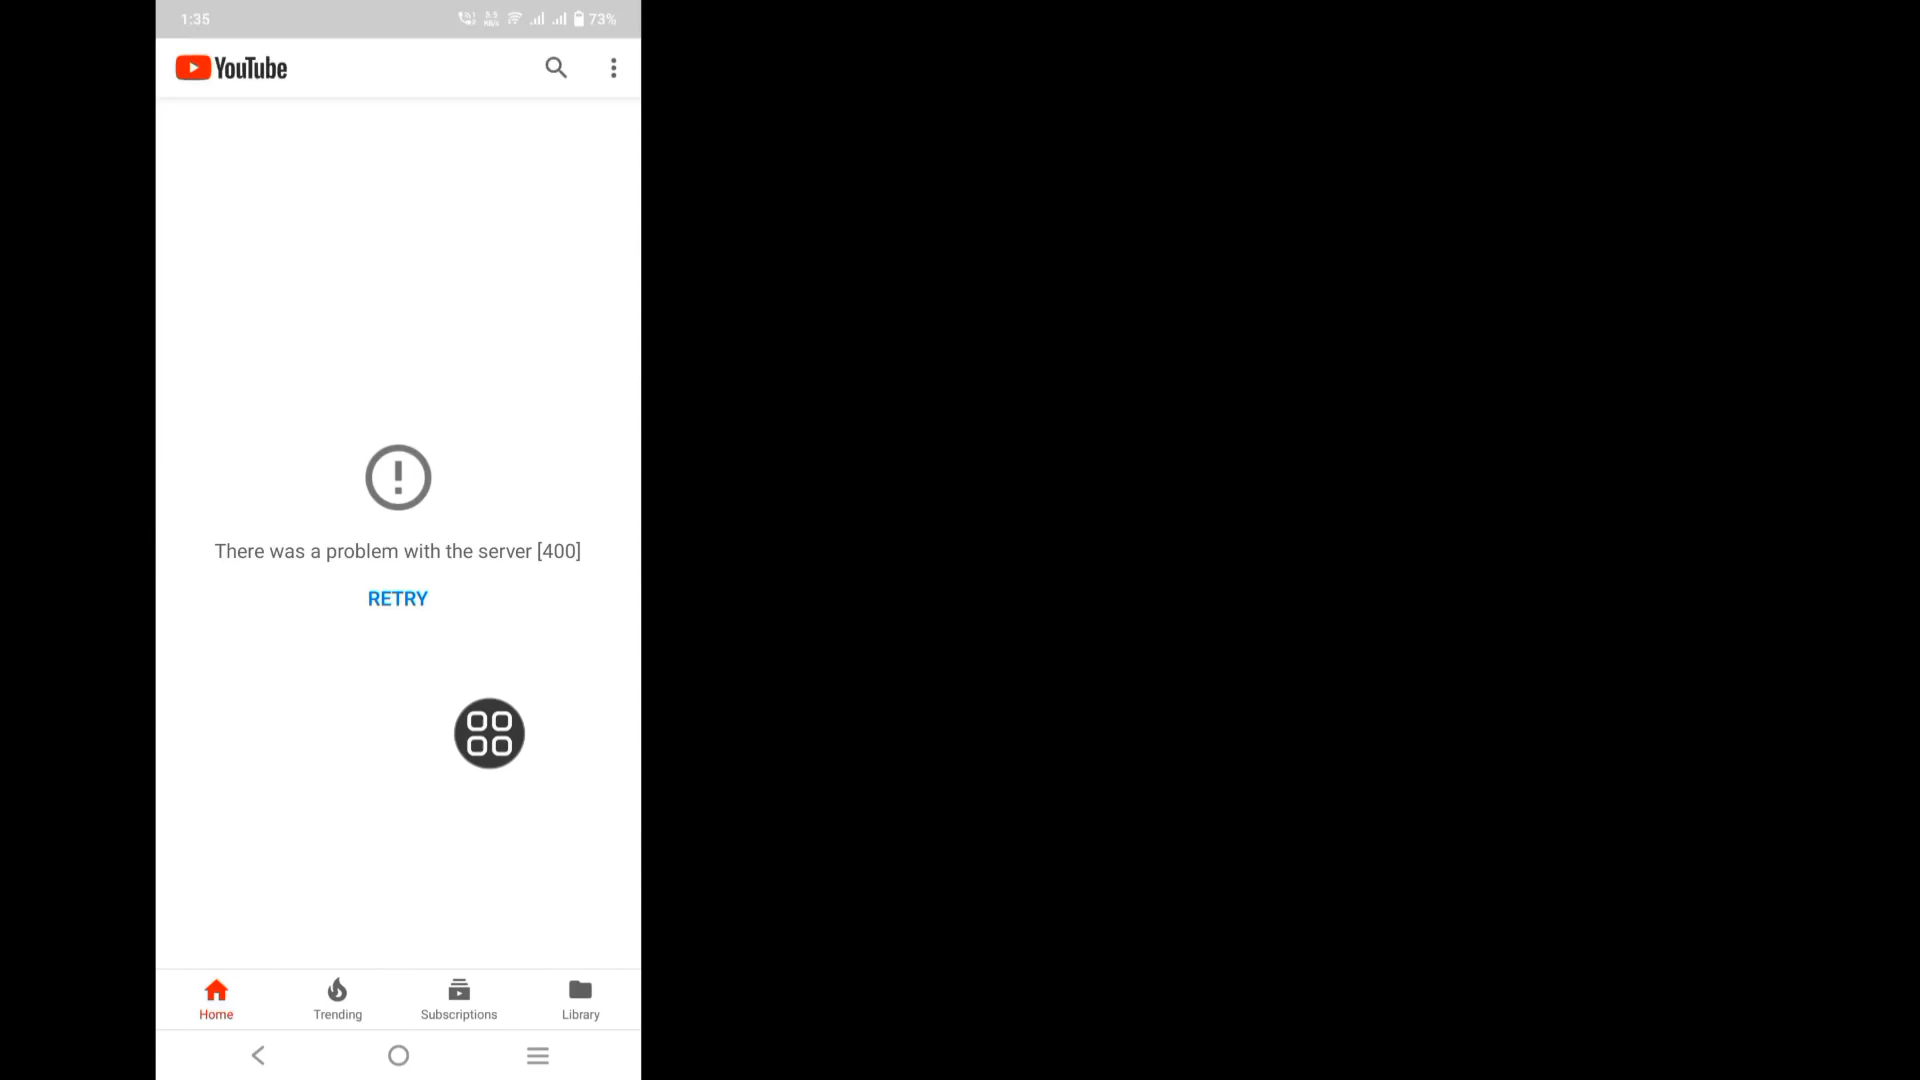 1:35
73%
YouTube
There was a problem with the server [400]
RETRY
Home
Trending
Subscriptions
Library